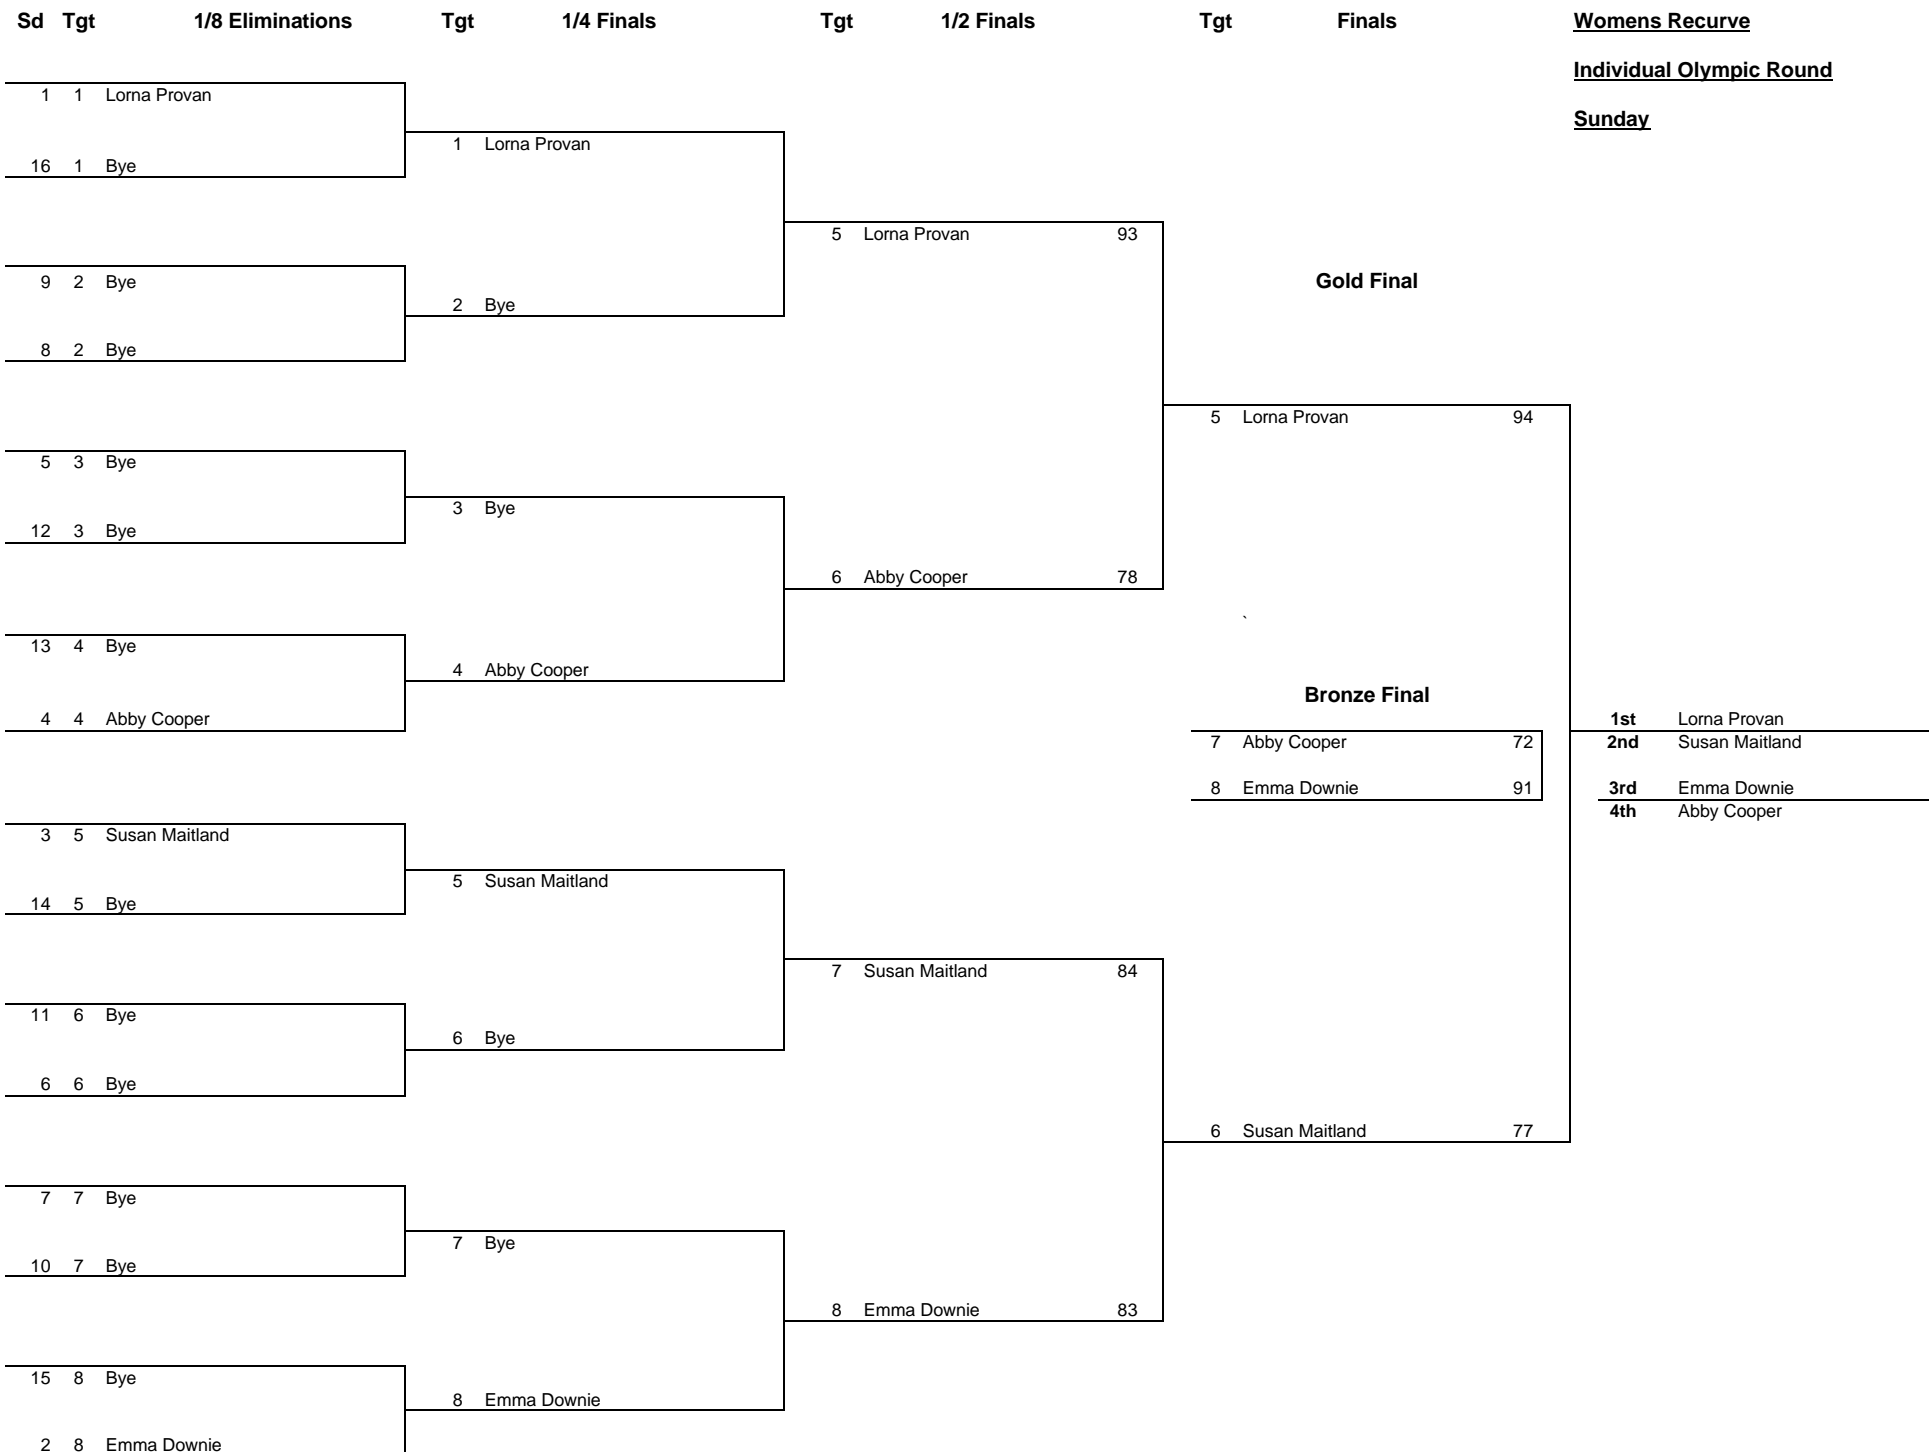 Sd Tgt 1/8 Eliminations Tgt 1/4 Finals Tgt 1/2 Finals Tgt Finals Womens Recurve
Individual Olympic Round
1 1 Lorna Provan
Sunday
1 Lorna Provan
16 1 Bye
5 Lorna Provan 93
9 2 Bye Gold Final
2 Bye
8 2 Bye
5 Lorna Provan 94
5 3 Bye
3 Bye
12 3 Bye
6 Abby Cooper 78
`
13 4 Bye
4 Abby Cooper
Bronze Final
4 4 Abby Cooper 1st Lorna Provan
7 Abby Cooper 72 2nd Susan Maitland
8 Emma Downie 91 3rd Emma Downie
4th Abby Cooper
3 5 Susan Maitland
5 Susan Maitland
14 5 Bye
7 Susan Maitland 84
11 6 Bye
6 Bye
6 6 Bye
6 Susan Maitland 77
7 7 Bye
7 Bye
10 7 Bye
8 Emma Downie 83
15 8 Bye
8 Emma Downie
2 8 Emma Downie